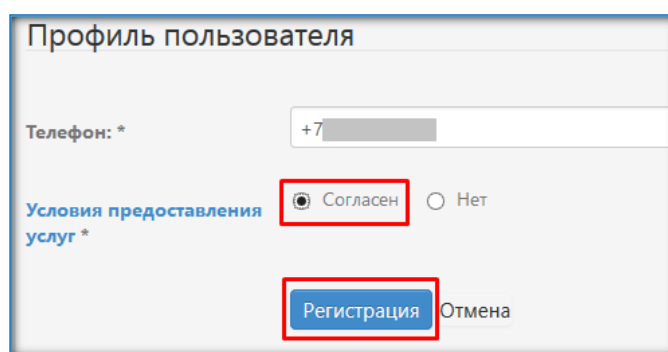 Профиль пользователя
Телефон: * +7
Условия предоставления услуг * Согласен Нет
Регистрация Отмена